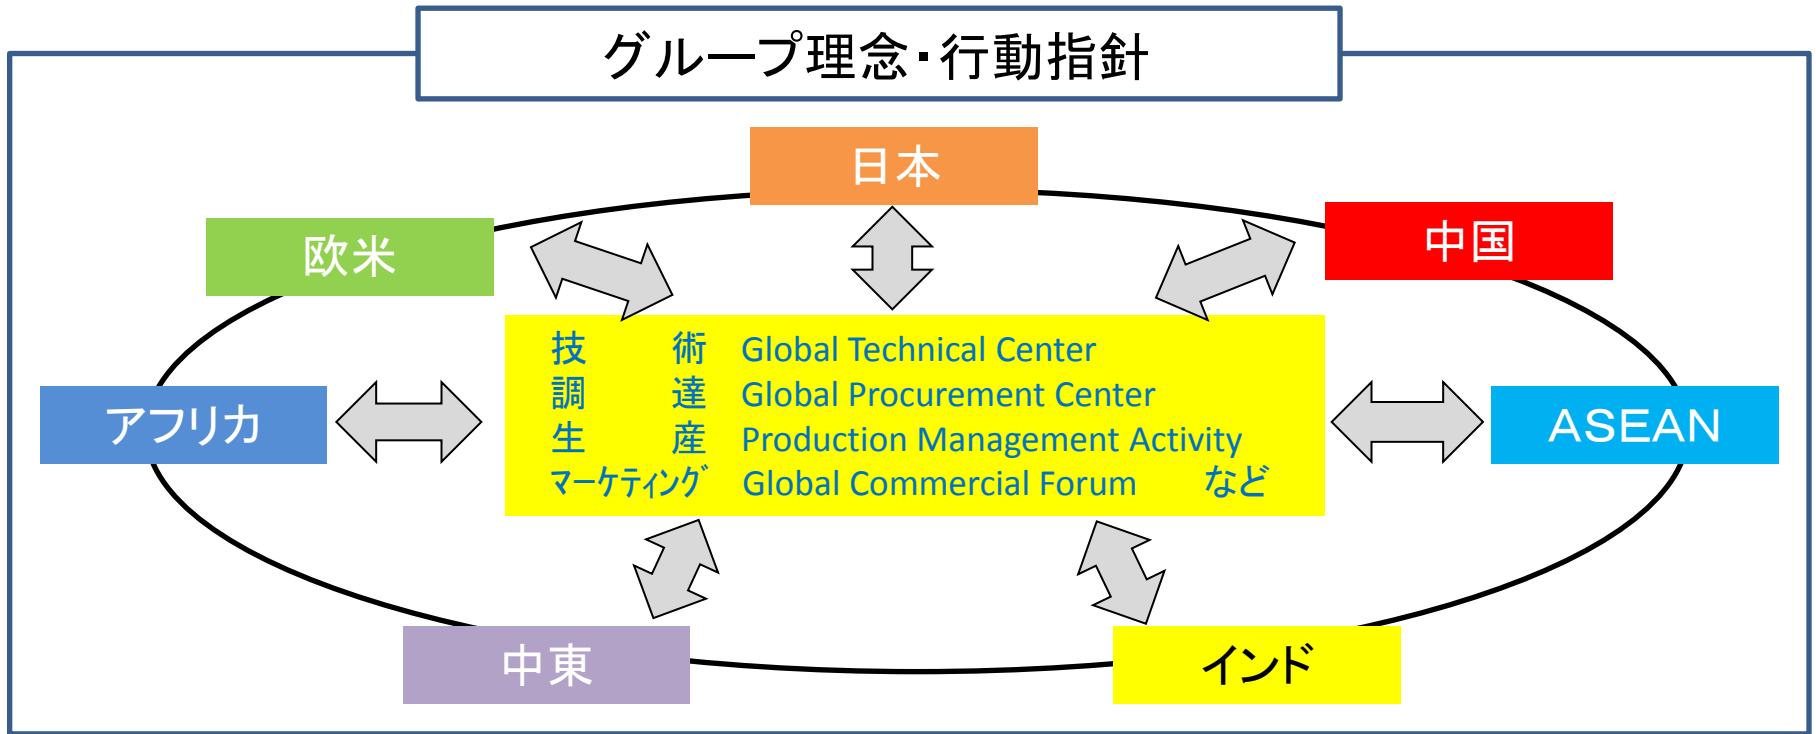 グループ理念・行動指針
日本
欧米
中国
技　　術　Global Technical Center
調　　達　Global Procurement Center
生　　産　Production Management Activity
マーケティング　Global Commercial Forum　など
アフリカ
ASEAN
中東
インド